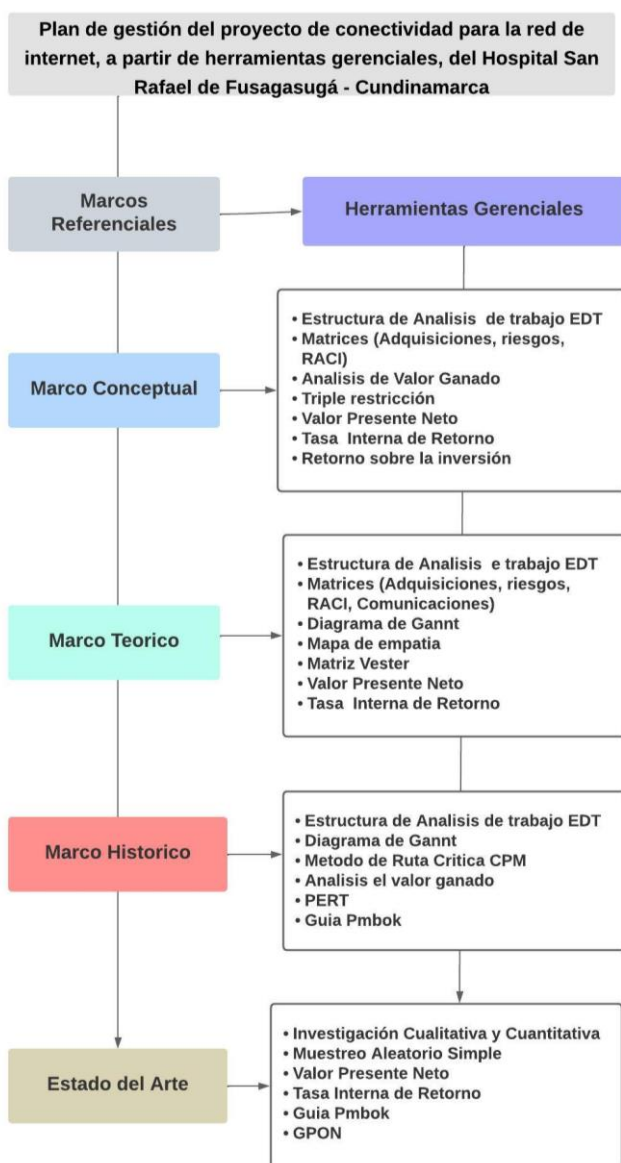 Plan de gestión del proyecto de conectividad para la red de
internet, a partir de herramientas gerenciales, del Hospital San
Rafael de Fusagasugá - Cundinamarca
Marcos
Referenciales
Herramientas Gerenciales
Marco Conceptual
• Estructura de Analisis de trabajo EDT
• Matrices (Adquisiciones, riesgos,
RACI)
• Analisis de Valor Ganado
• Triple restricción
• Valor Presente Neto
• Tasa Interna de Retorno
• Retorno sobre la inversión
Marco Teorico
• Estructura de Analisis e trabajo EDT
• Matrices (Adquisiciones, riesgos,
RACI, Comunicaciones)
• Diagrama de Gannt
• Mapa de empatia
• Matriz Vester
• Valor Presente Neto
• Tasa Interna de Retorno
Marco Historico
• Estructura de Analisis de trabajo EDT
• Diagrama de Gannt
• Metodo de Ruta Critica CPM
• Analisis el valor ganado
• PERT
• Guia Pmbok
Estado del Arte
• Investigación Cualitativa y Cuantitativa
• Muestreo Aleatorio Simple
• Valor Presente Neto
• Tasa Interna de Retorno
• Guia Pmbok
• GPON